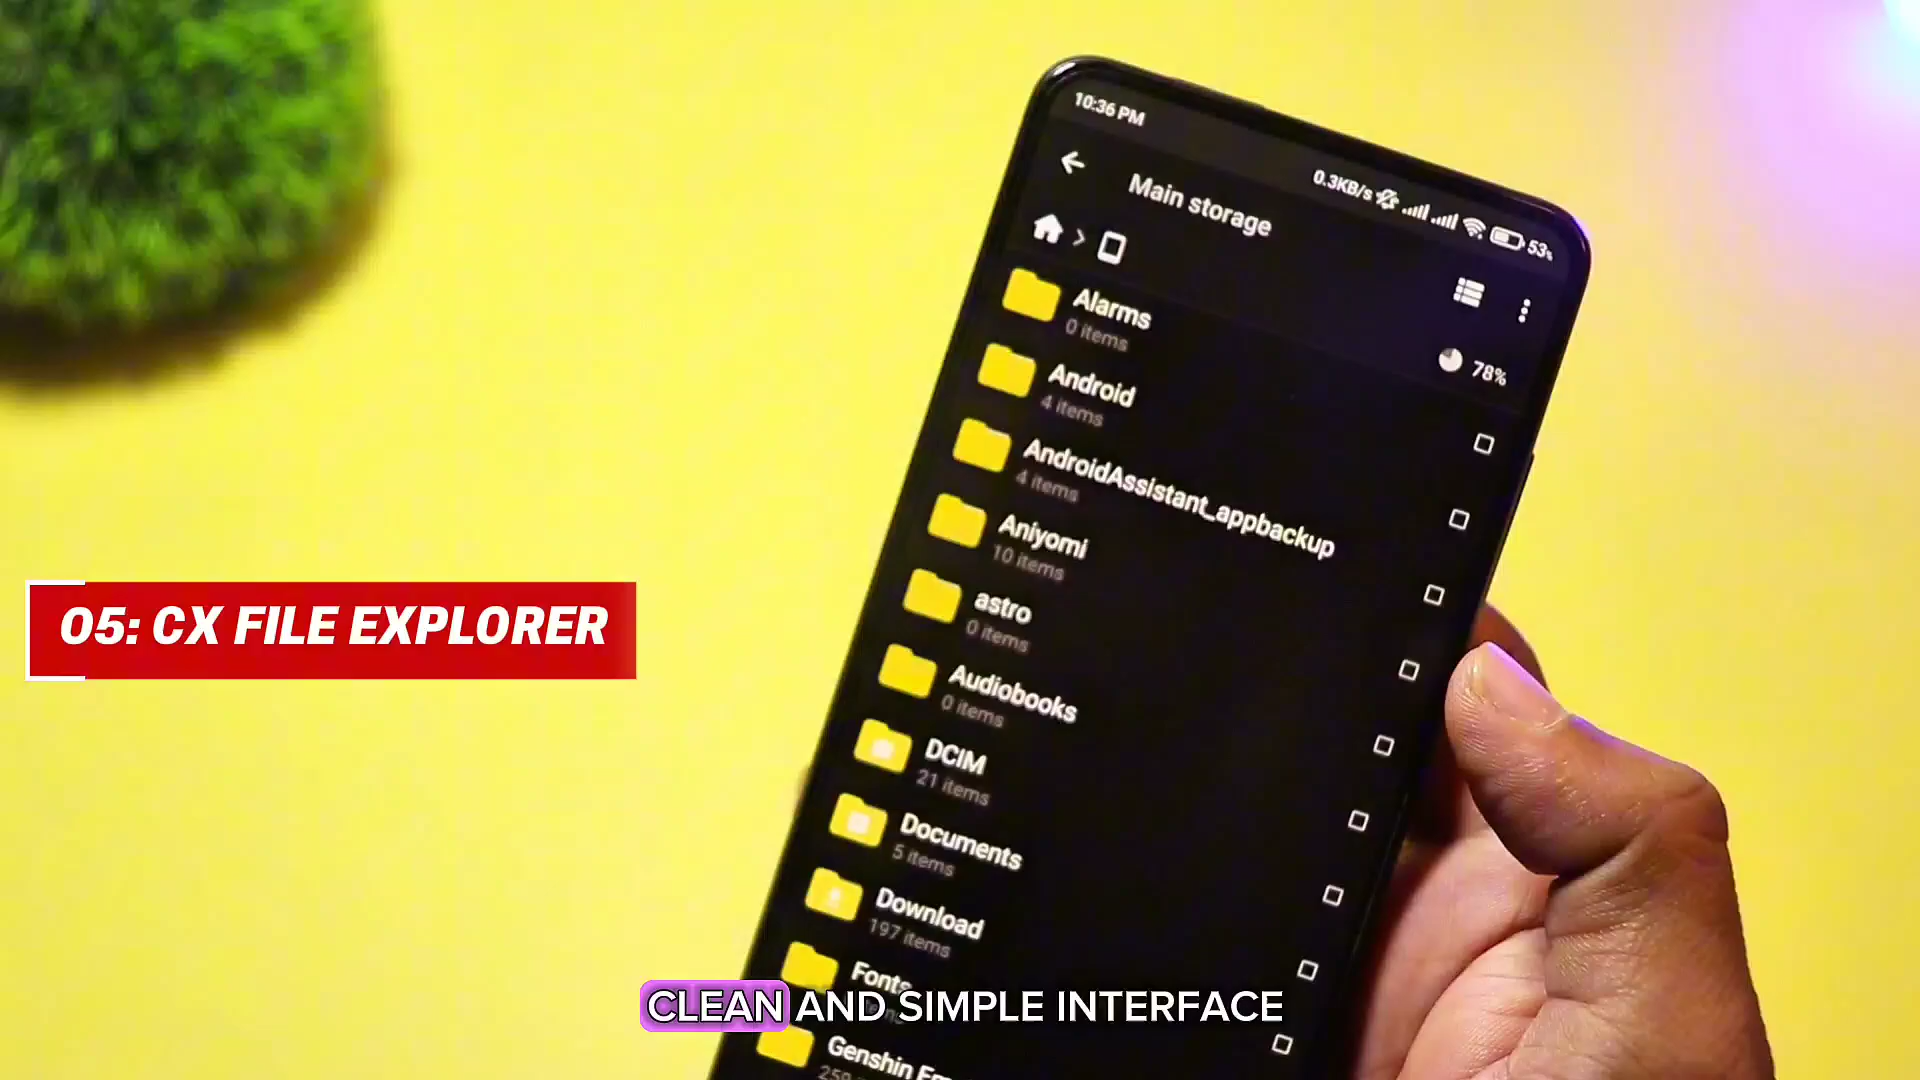 10:36 PM
0.3KB/s
53%
Main storage
78%
Alarms
0 items
Android
4 items
AndroidAssistant_appbackup
4 items
Aniyomi
10 items
astro
0 items
Audiobooks
0 items
DCIM
21 items
Documents
5 items
Download
197 items
Fonts
Genshin
05: CX FILE EXPLORER
CLEAN AND SIMPLE INTERFACE